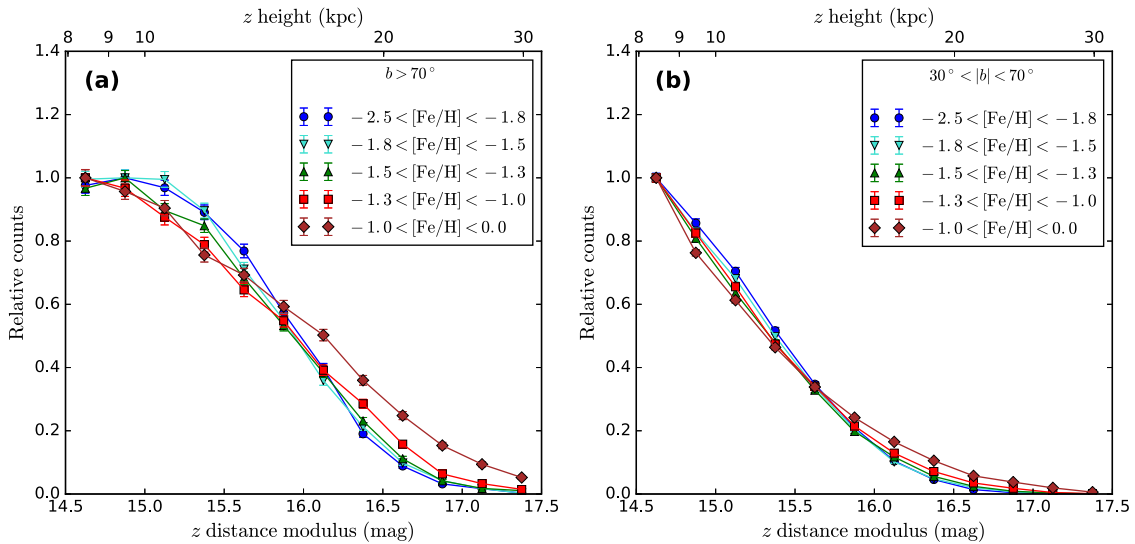 z height (kpc)
8 9 10 20 30
1.4
1.2
1.0
0.8
0.6
0.4
0.2
0.0
Relative counts
(a)
b > 70°
−2.5 < [Fe/H] < −1.8
−1.8 < [Fe/H] < −1.5
−1.5 < [Fe/H] < −1.3
−1.3 < [Fe/H] < −1.0
−1.0 < [Fe/H] < 0.0
14.5 15.0 15.5 16.0 16.5 17.0 17.5
z distance modulus (mag)
z height (kpc)
8 9 10 20 30
1.4
1.2
1.0
0.8
0.6
0.4
0.2
0.0
Relative counts
(b)
30° < |b| < 70°
−2.5 < [Fe/H] < −1.8
−1.8 < [Fe/H] < −1.5
−1.5 < [Fe/H] < −1.3
−1.3 < [Fe/H] < −1.0
−1.0 < [Fe/H] < 0.0
14.5 15.0 15.5 16.0 16.5 17.0 17.5
z distance modulus (mag)